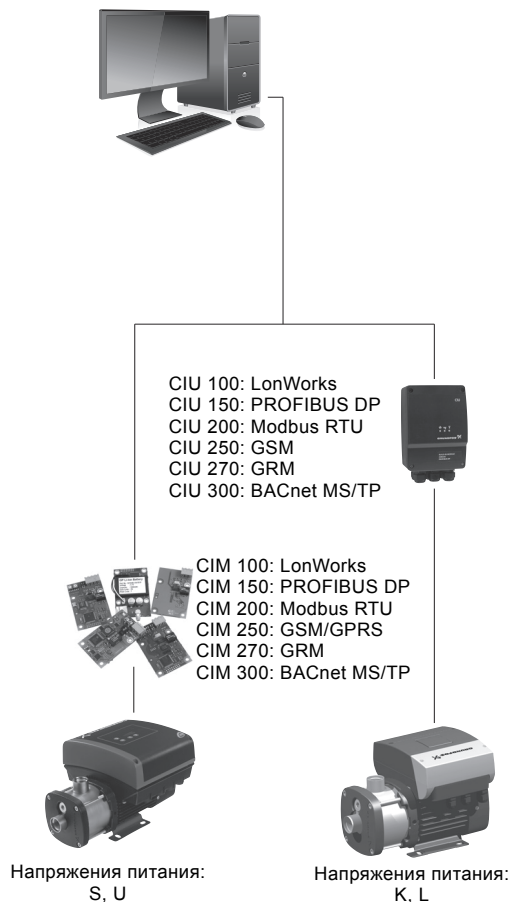 CIU 100: LonWorks
CIU 150: PROFIBUS DP
CIU 200: Modbus RTU
CIU 250: GSM
CIU 270: GRM
CIU 300: BACnet MS/TP
CIM 100: LonWorks
CIM 150: PROFIBUS DP
CIM 200: Modbus RTU
CIM 250: GSM/GPRS
CIM 270: GRM
CIM 300: BACnet MS/TP
Напряжения питания:
S, U
Напряжения питания:
K, L